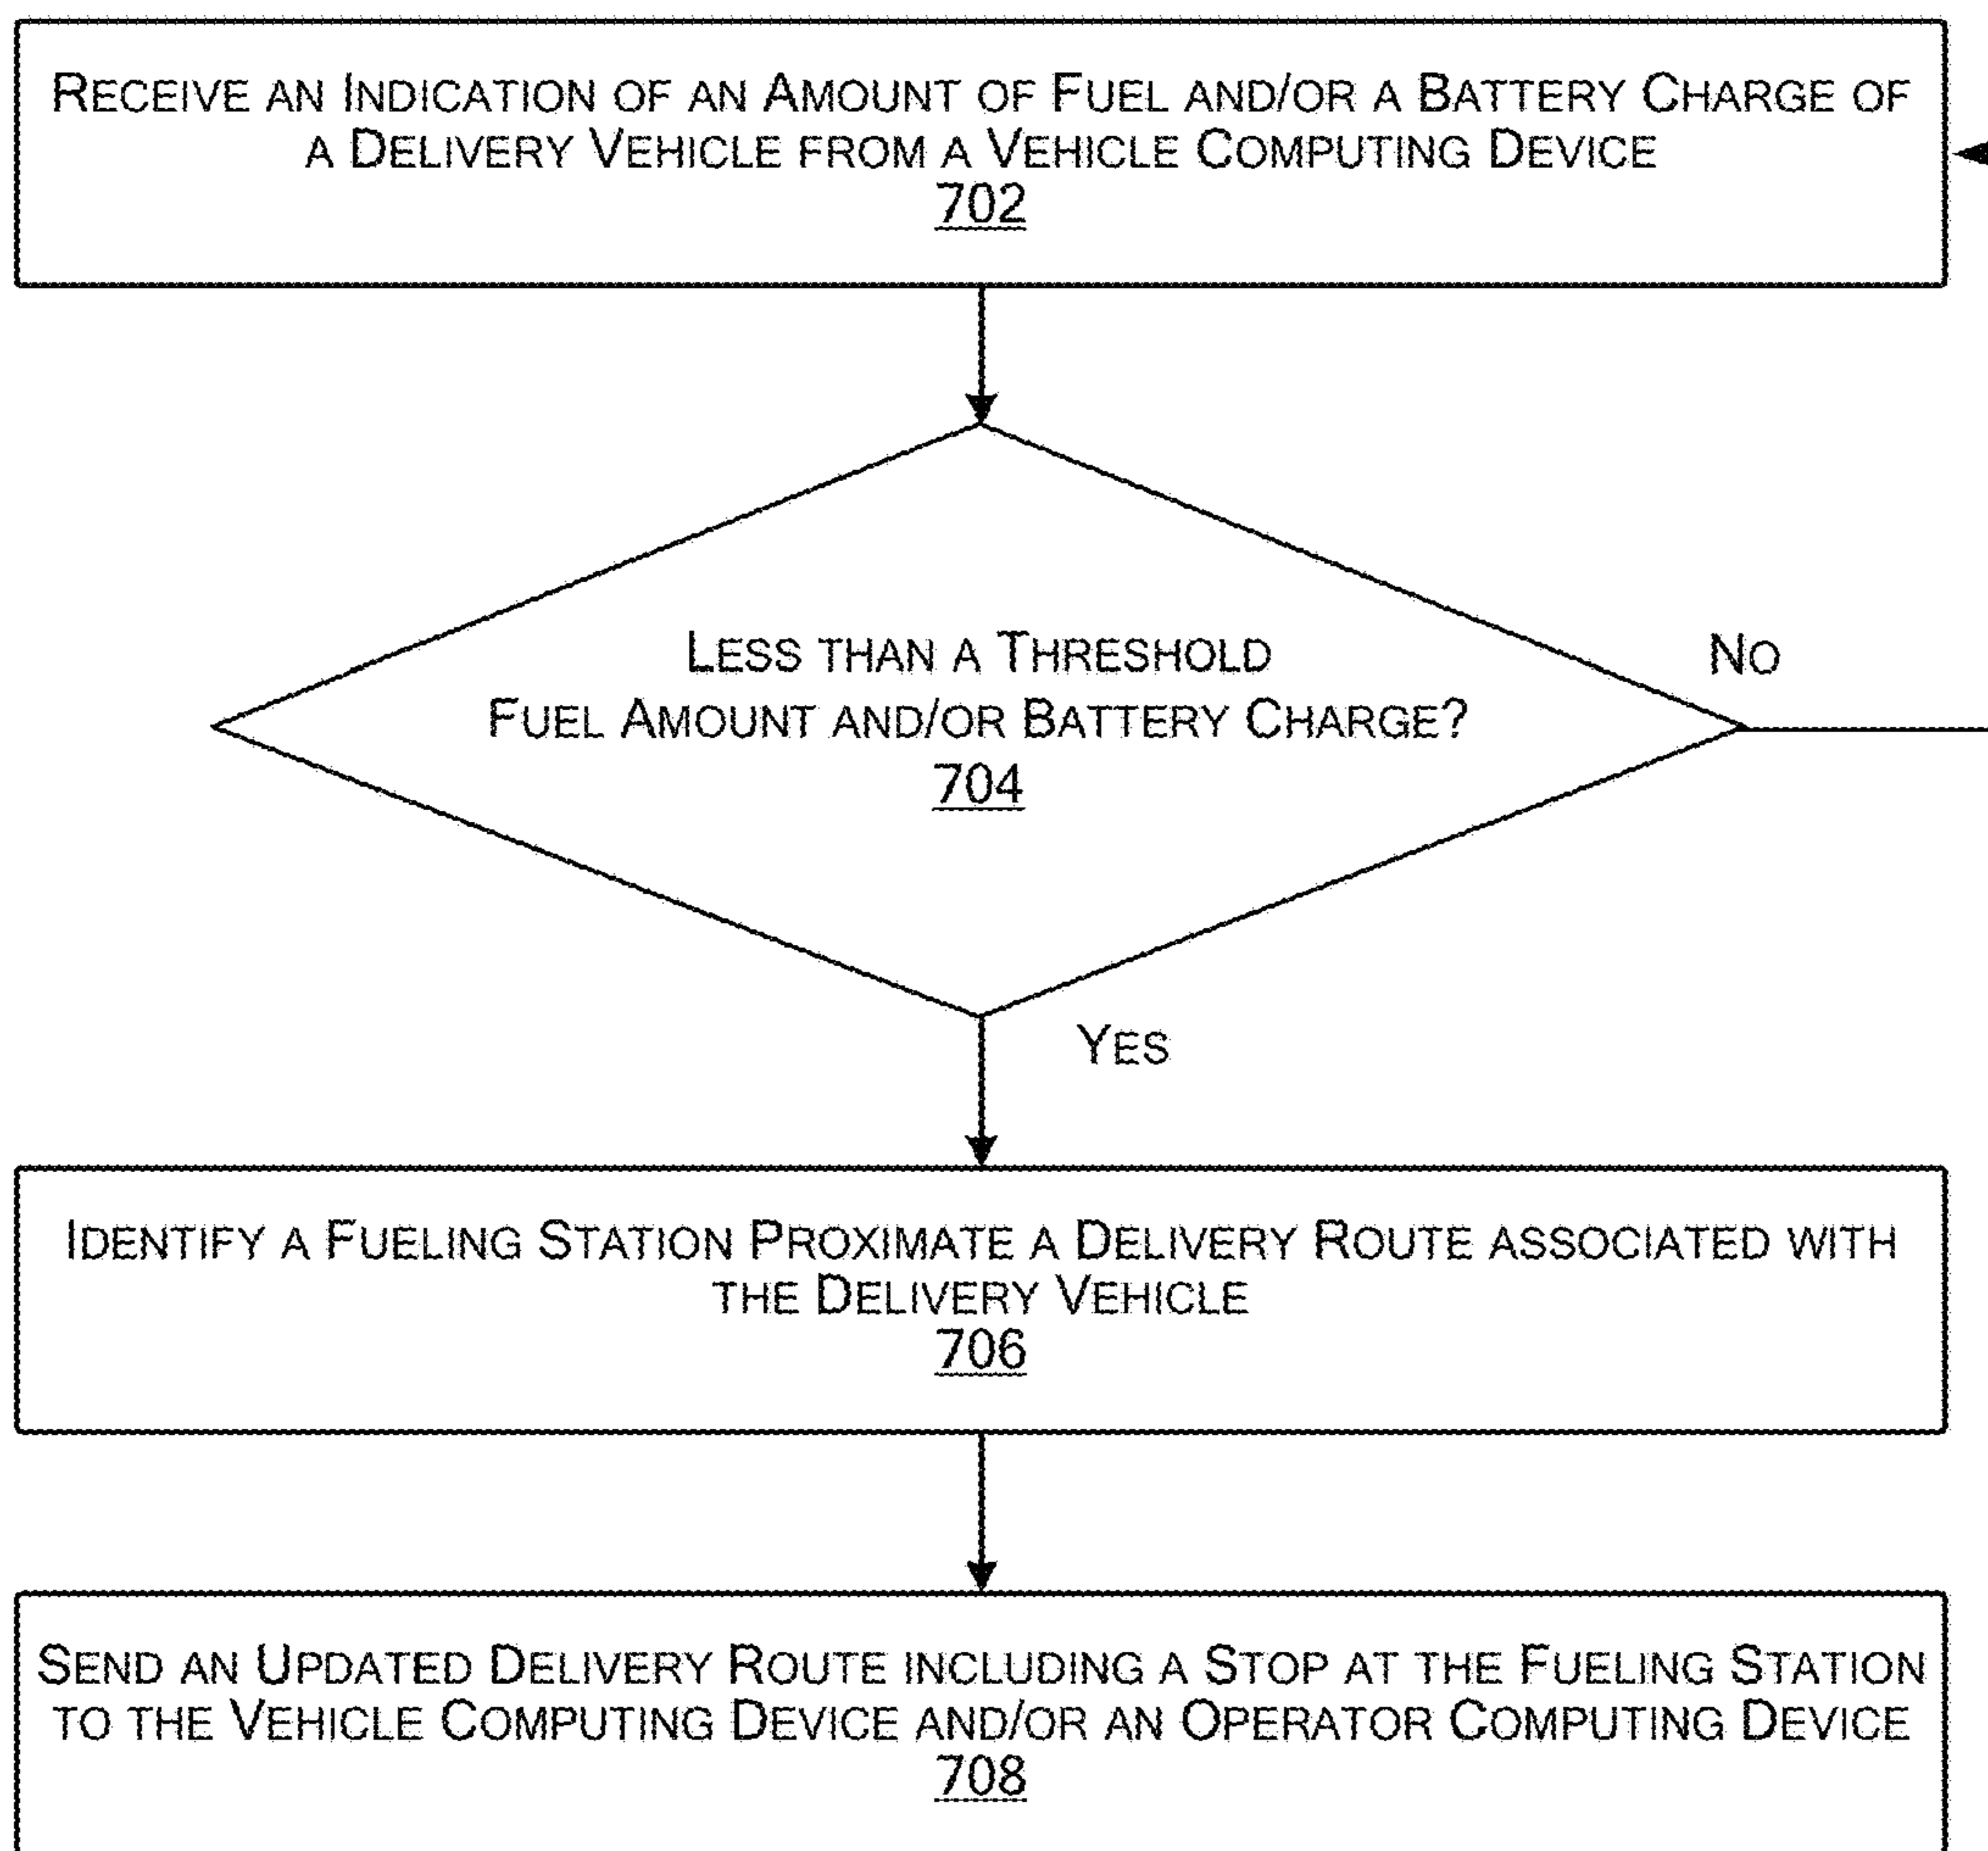 RECEIVE AN INDICATION OF AN AMOUNT OF FUEL AND/OR A BATTERY CHARGE OF
A DELIVERY VEHICLE FROM A VEHICLE COMPUTING DEVICE
702
LESS THAN A THRESHOLD
FUEL AMOUNT AND/OR BATTERY CHARGE?
704
NO
YES
IDENTIFY A FUELING STATION PROXIMATE A DELIVERY ROUTE ASSOCIATED WITH
THE DELIVERY VEHICLE
706
SEND AN UPDATED DELIVERY ROUTE INCLUDING A STOP AT THE FUELING STATION
TO THE VEHICLE COMPUTING DEVICE AND/OR AN OPERATOR COMPUTING DEVICE
708